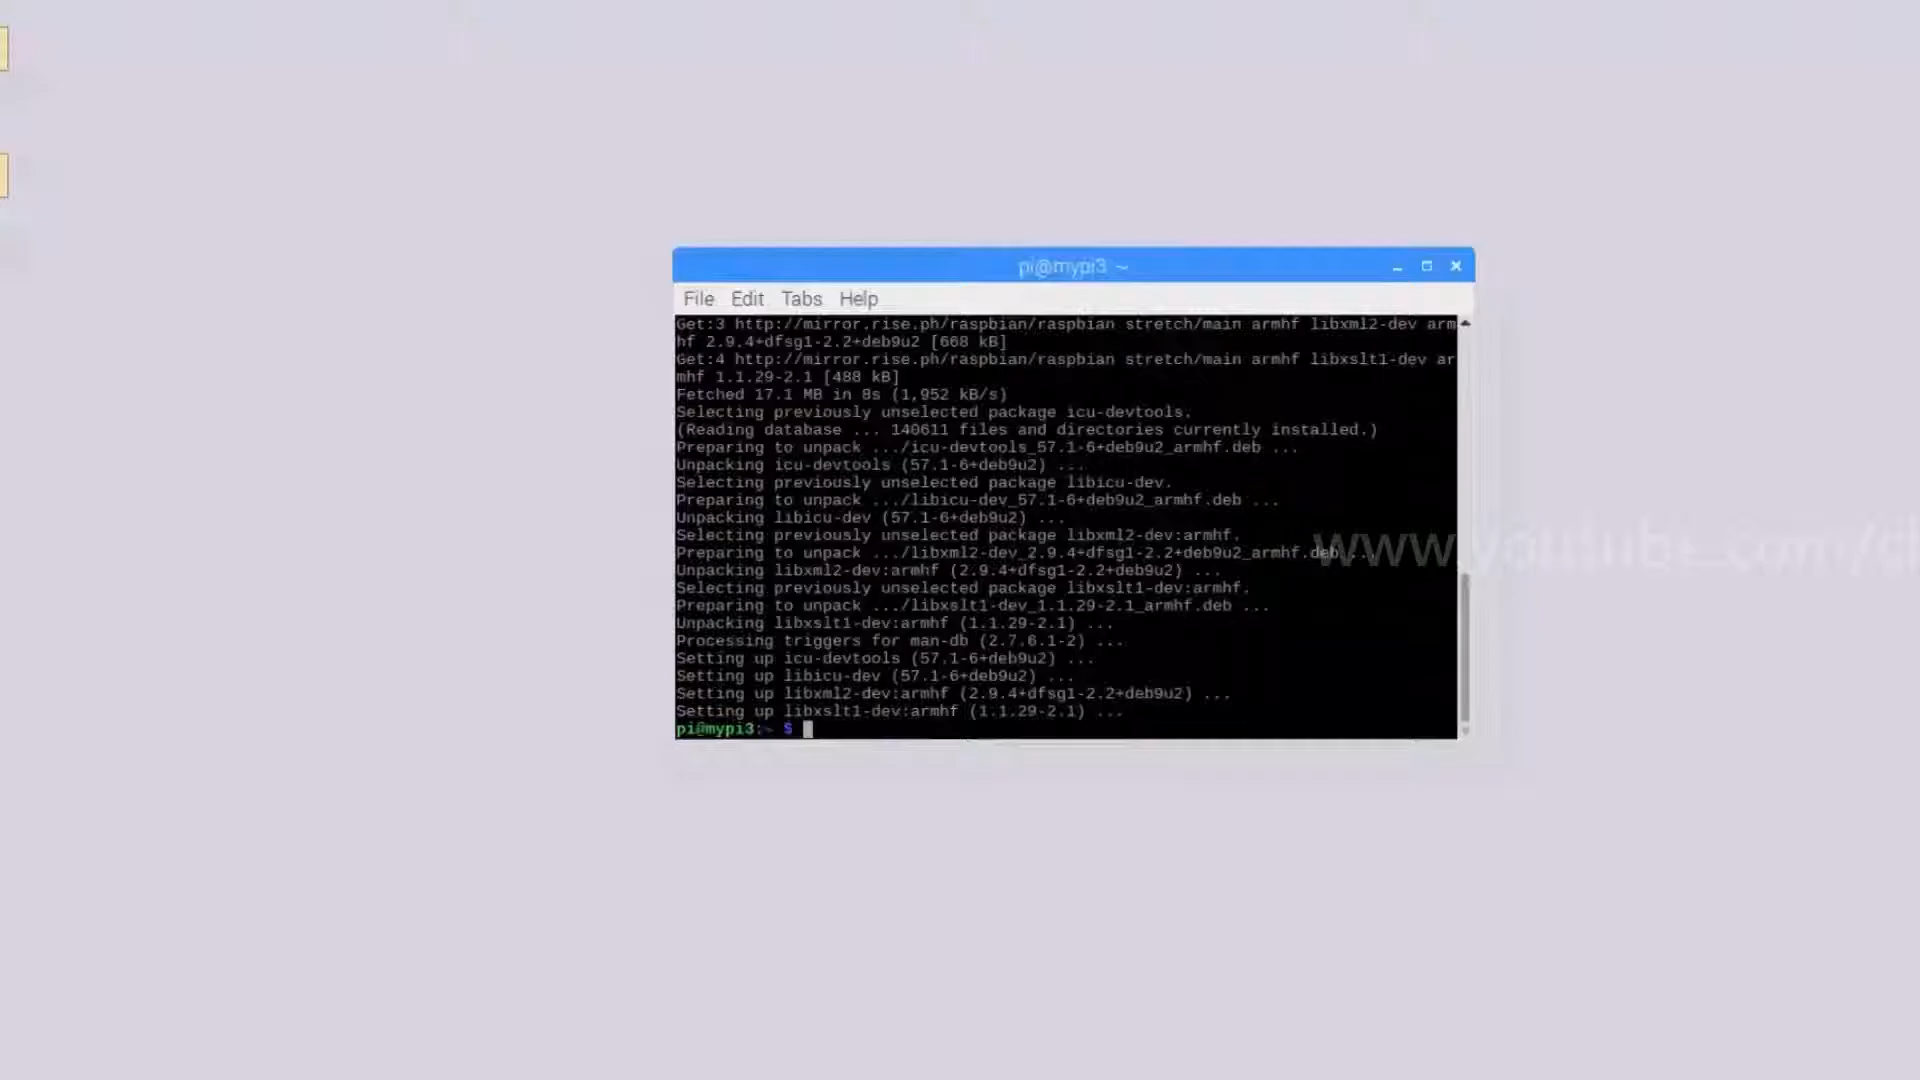 pi@mypi3: ~
File Edit Tabs Help
Get:3 http://mirror.rise.ph/raspbian/raspbian stretch/main armhf libxml2-dev arm
hf 2.9.4+dfsg1-2.2+deb9u2 [668 kB]
Get:4 http://mirror.rise.ph/raspbian/raspbian stretch/main armhf libxslt1-dev ar
mhf 1.1.29-2.1 [488 kB]
Fetched 17.1 MB in 8s (1,952 kB/s)
Selecting previously unselected package icu-devtools.
(Reading database ... 140611 files and directories currently installed.)
Preparing to unpack .../icu-devtools_57.1-6+deb9u2_armhf.deb ...
Unpacking icu-devtools (57.1-6+deb9u2) ...
Selecting previously unselected package libicu-dev.
Preparing to unpack .../libicu-dev_57.1-6+deb9u2_armhf.deb ...
Unpacking libicu-dev (57.1-6+deb9u2) ...
Selecting previously unselected package libxml2-dev:armhf.
Preparing to unpack .../libxml2-dev_2.9.4+dfsg1-2.2+deb9u2_armhf.deb ...
Unpacking libxml2-dev:armhf (2.9.4+dfsg1-2.2+deb9u2) ...
Selecting previously unselected package libxslt1-dev:armhf.
Preparing to unpack .../libxslt1-dev_1.1.29-2.1_armhf.deb ...
Unpacking libxslt1-dev:armhf (1.1.29-2.1) ...
Processing triggers for man-db (2.7.6.1-2) ...
Setting up icu-devtools (57.1-6+deb9u2) ...
Setting up libicu-dev (57.1-6+deb9u2) ...
Setting up libxml2-dev:armhf (2.9.4+dfsg1-2.2+deb9u2) ...
Setting up libxslt1-dev:armhf (1.1.29-2.1) ...
pi@mypi3:~ $
www.youtube.com/